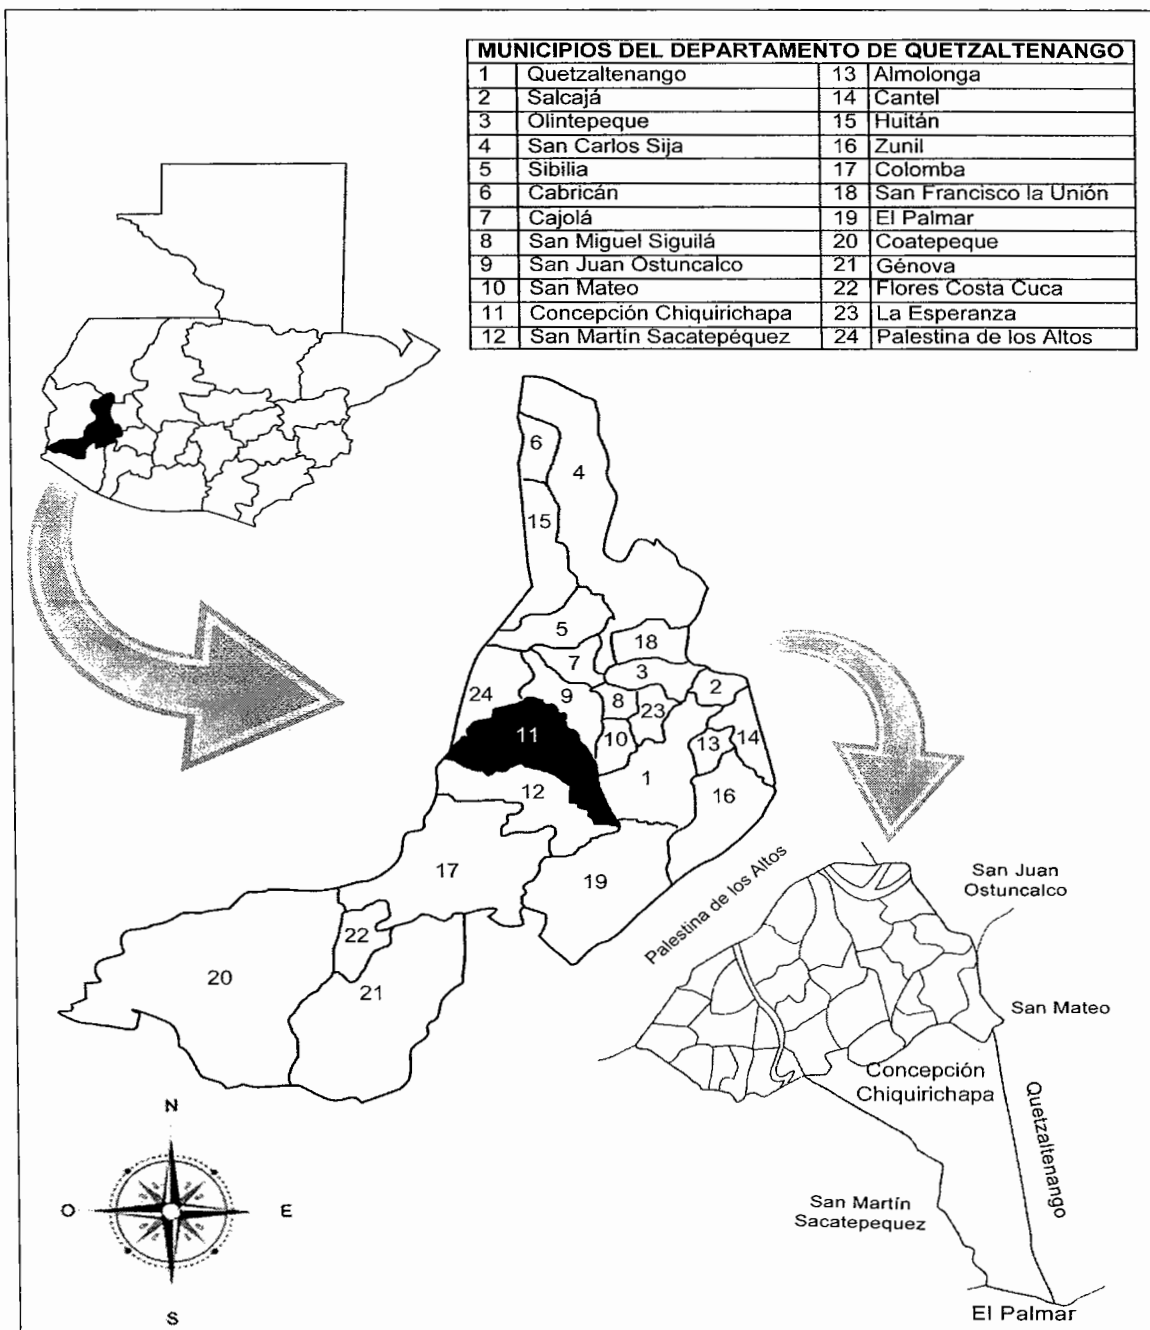 MUNICIPIOS DEL DEPARTAMENTO DE QUETZALTENANGO
1 Quetzaltenango 13 Almolonga
2 Salcajá 14 Cantel
3 Olintepeque 15 Huitán
4 San Carlos Sija 16 Zunil
5 Sibilia 17 Colomba
6 Cabricán 18 San Francisco la Unión
7 Cajolá 19 El Palmar
8 San Miguel Siguilá 20 Coatepeque
9 San Juan Ostuncalco 21 Génova
10 San Mateo 22 Flores Costa Cuca
11 Concepción Chiquirichapa 23 La Esperanza
12 San Martín Sacatepéquez 24 Palestina de los Altos
6
4
15
5
18
7
3
24
9
8
23
2
11
10
13
14
12
1
16
17
19
22
20
21
Palestina de los Altos
San Juan
Ostuncalco
San Mateo
Concepción
Chiquirichapa
Quetzaltenango
San Martín
Sacatepequez
El Palmar
N
O
E
S